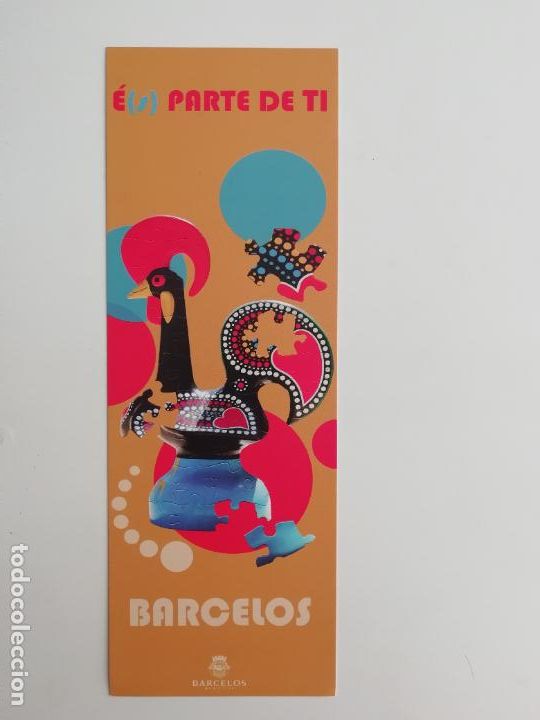 É(s) PARTE DE TI
BARCELOS
BARCELOS
todocoleccion